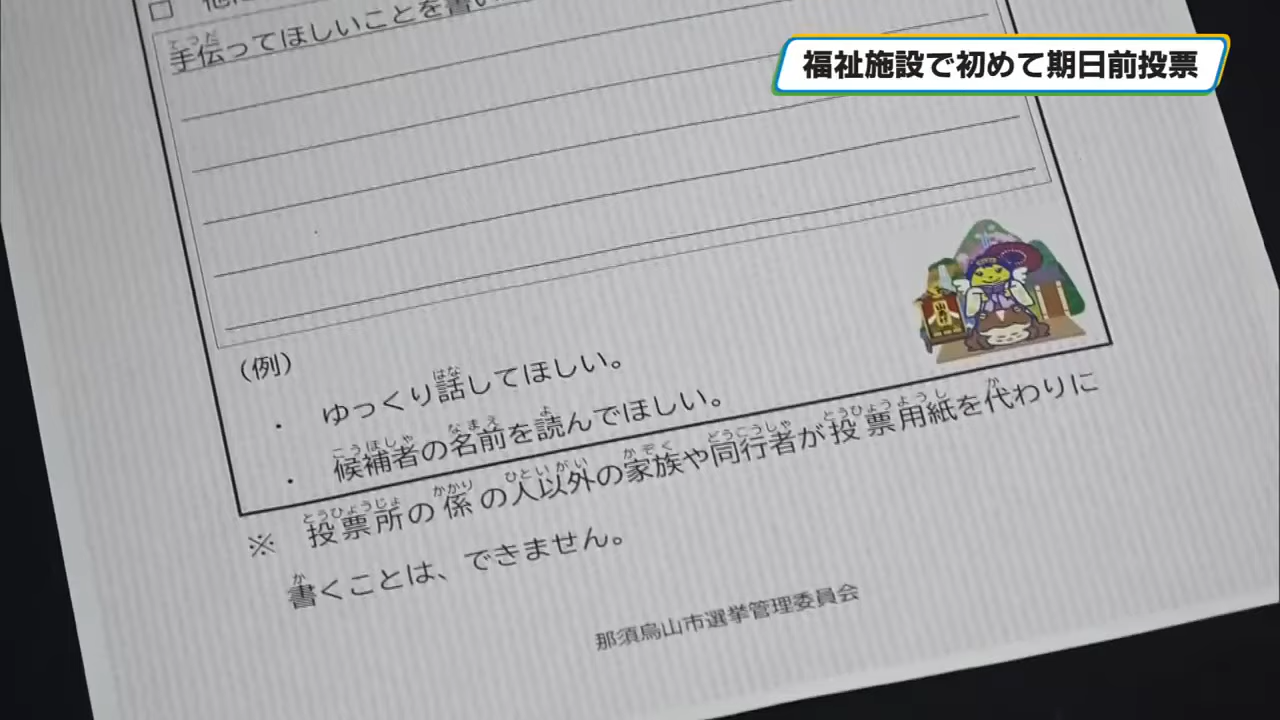 福祉施設で初めて期日前投票
□ 他に
手伝ってほしいことを書い
(例)
・ ゆっくり話してほしい。
・ 候補者の名前を読んでほしい。
※ 投票所の係の人以外の家族や同行者が投票用紙を代わりに
書くことは、できません。
那須烏山市選挙管理委員会